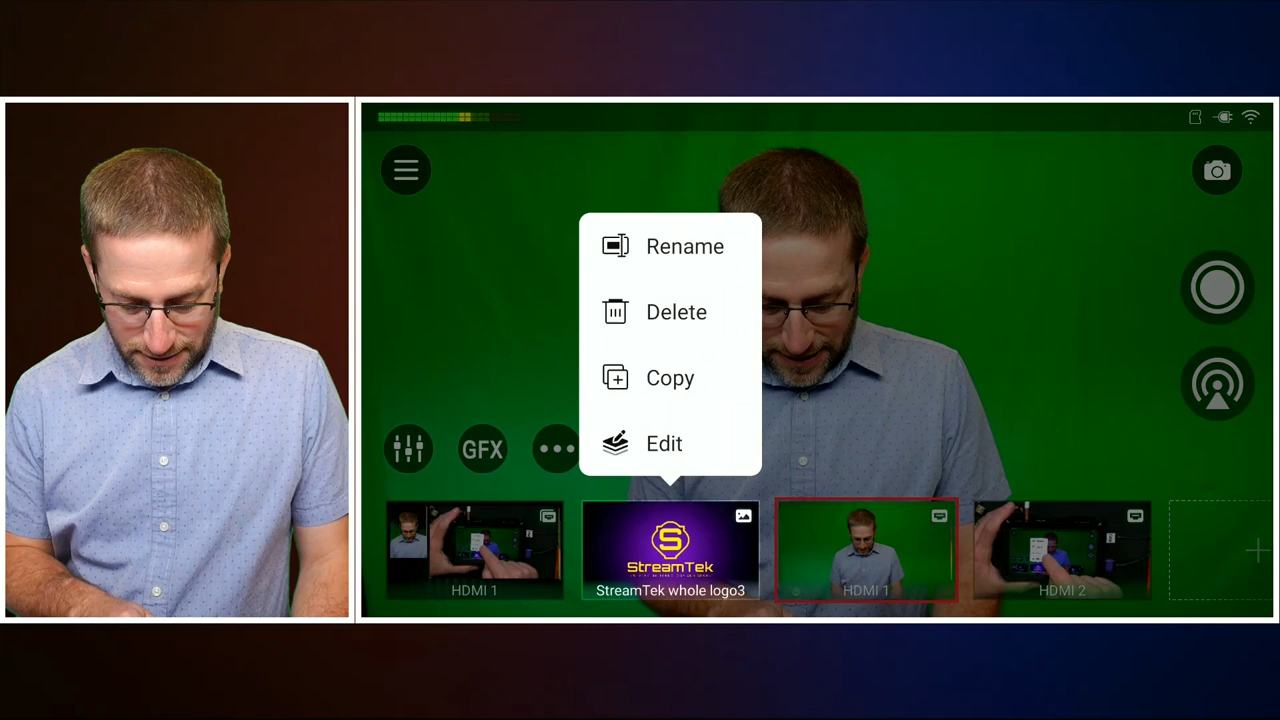 Rename
Delete
Copy
Edit
GFX
StreamTek
HDMI 1
StreamTek whole logo3
HDMI 1
HDMI 2